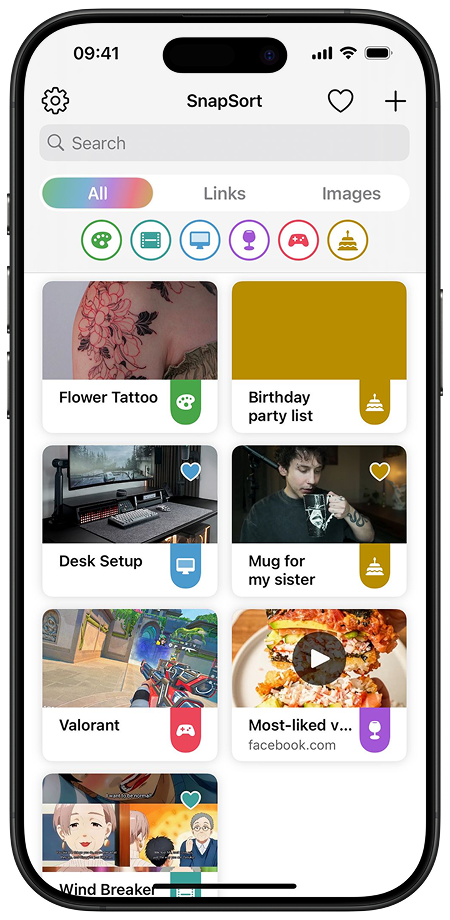 09:41
SnapSort
Search
All
Links
Images
Flower Tattoo
Birthday
party list
Desk Setup
Mug for
my sister
Valorant
Most-liked v...
facebook.com
I want to be normal!
Wind Breaker